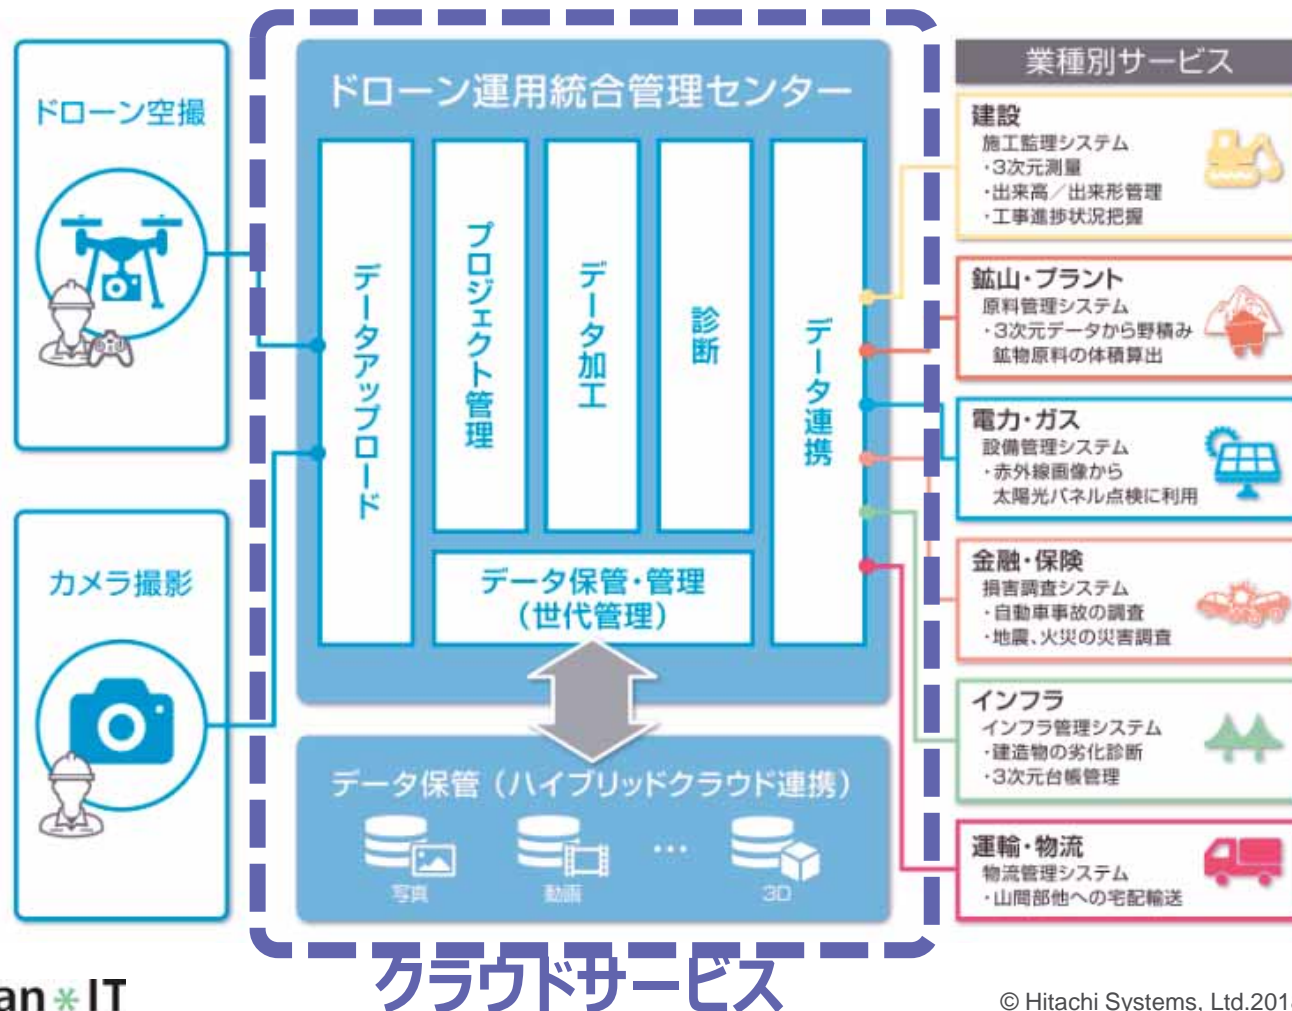 ドローン空撮
カメラ撮影
ドローン運用統合管理センター
データアップロード
プロジェクト管理
データ加工
診断
データ連携
データ保管・管理
（世代管理）
データ保管（ハイブリッドクラウド連携）
写真
動画
…
3D
クラウドサービス
業種別サービス
建設
施工監理システム
・3次元測量
・出来高／出来形管理
・工事進捗状況把握
鉱山・プラント
原料管理システム
・3次元データから野積み
鉱物原料の体積算出
電力・ガス
設備管理システム
・赤外線画像から
太陽光パネル点検に利用
金融・保険
損害調査システム
・自動車事故の調査
・地震、火災の災害調査
インフラ
インフラ管理システム
・建造物の劣化診断
・3次元台帳管理
運輸・物流
物流管理システム
・山間部他への宅配輸送
an＊IT
© Hitachi Systems, Ltd.201